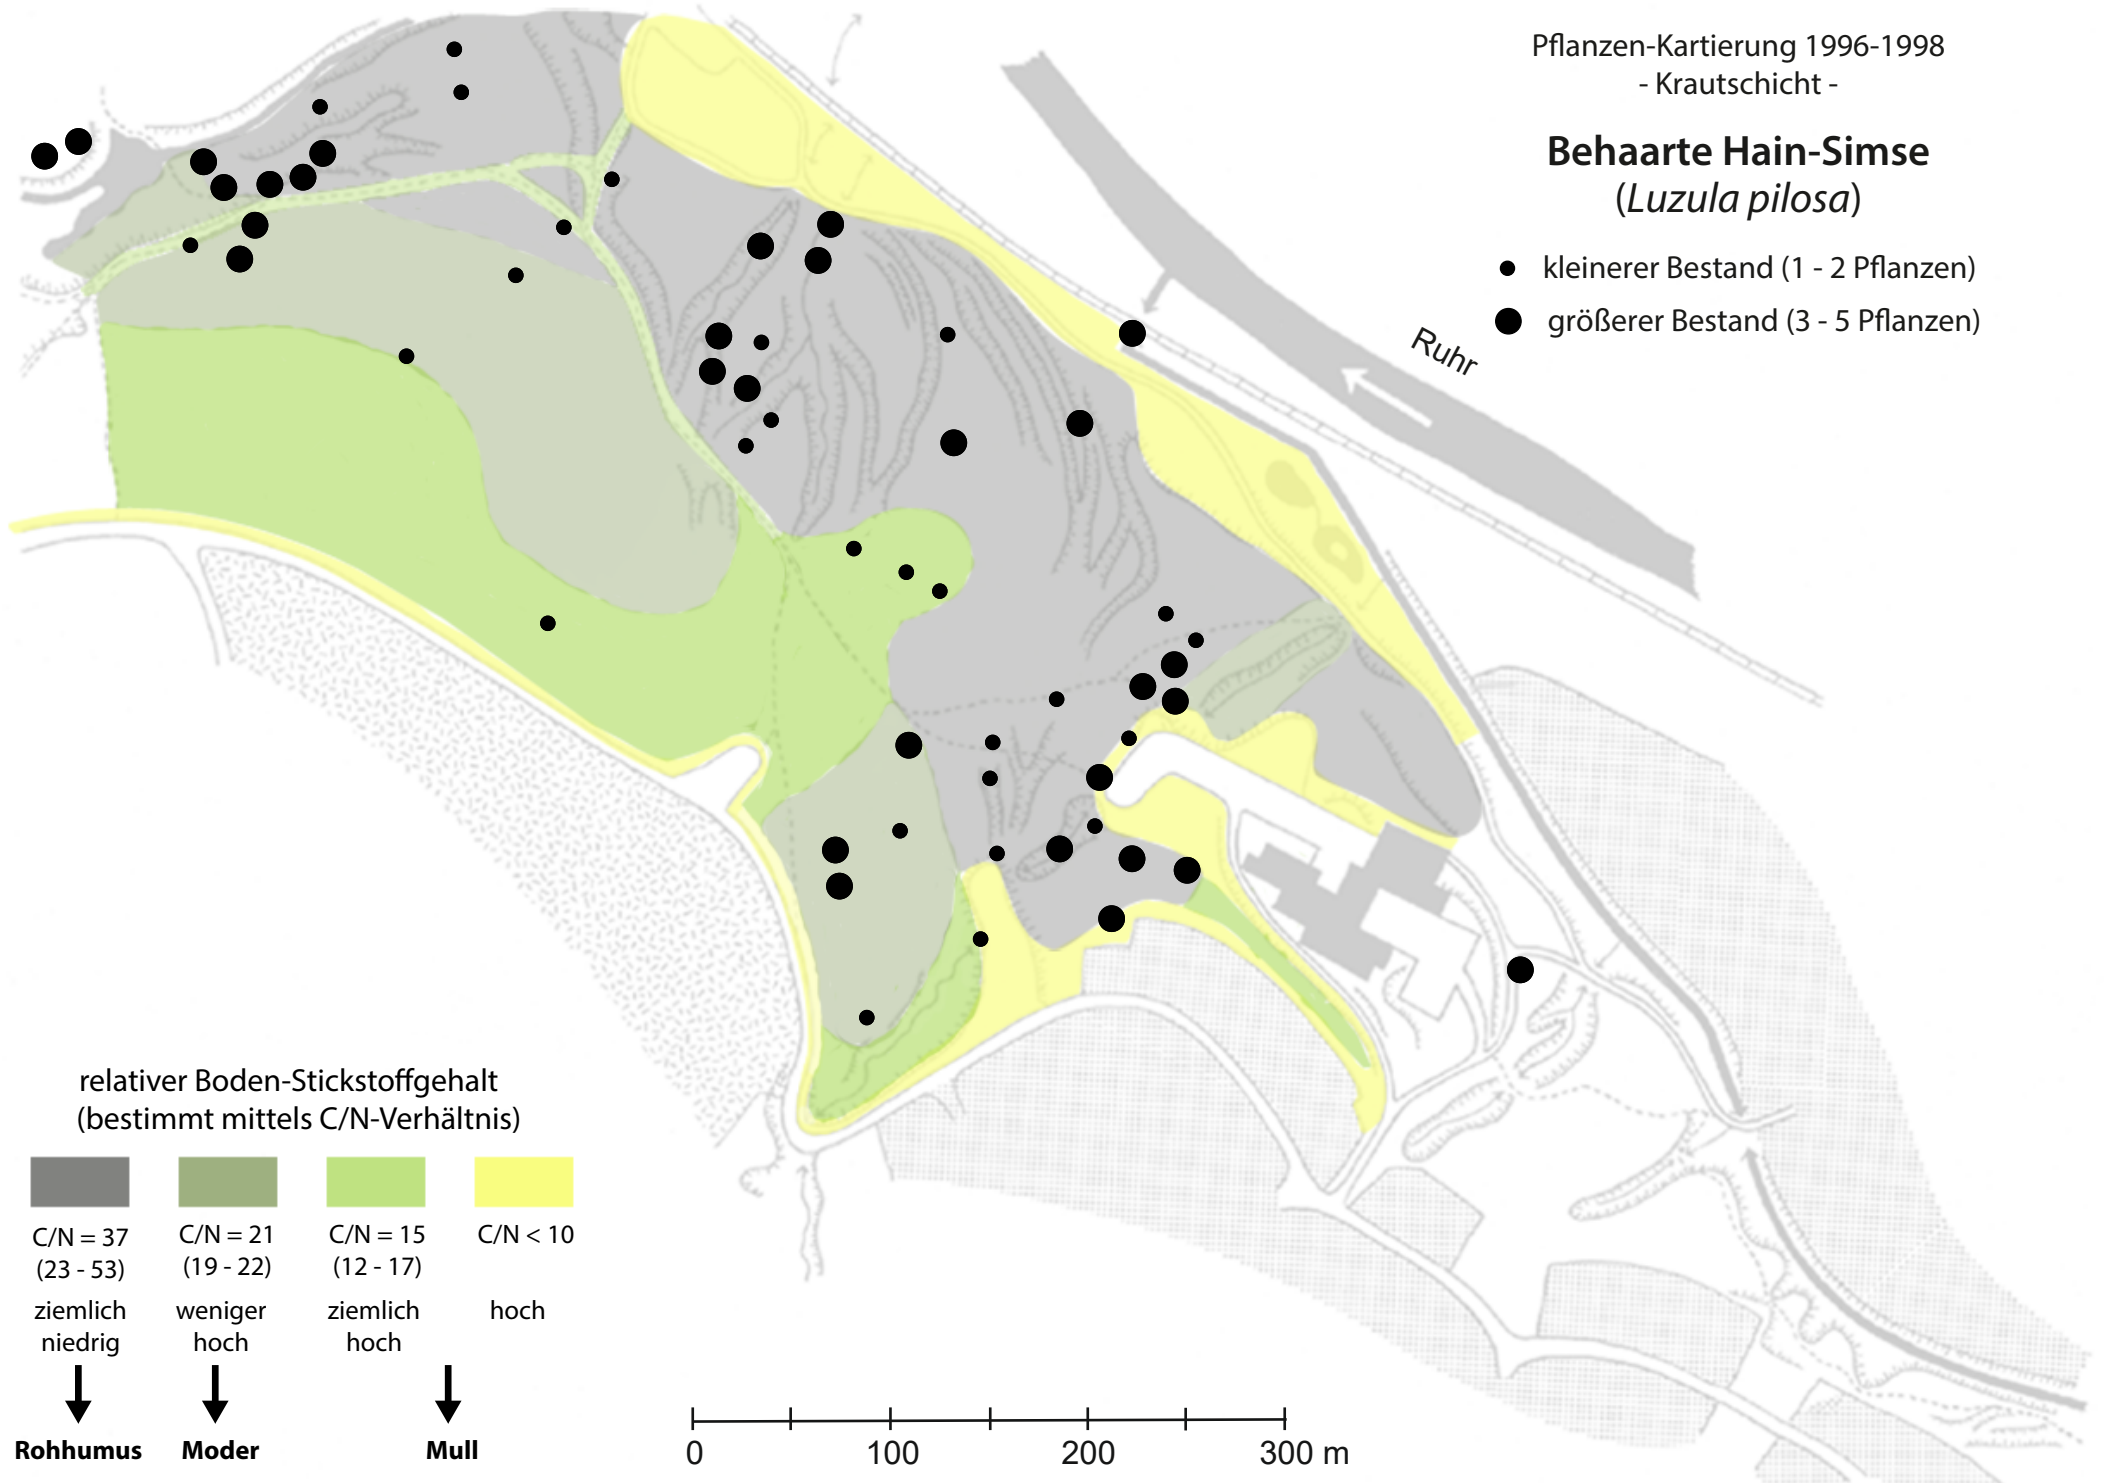 Pflanzen-Kartierung 1996-1998
- Krautschicht -
Behaarte Hain-Simse
(Luzula pilosa)
kleinerer Bestand (1 - 2 Pflanzen)
größerer Bestand (3 - 5 Pflanzen)
Ruhr
relativer Boden-Stickstoffgehalt
(bestimmt mittels C/N-Verhältnis)
C/N = 37 C/N = 21 C/N = 15 C/N < 10
(23 - 53) (19 - 22) (12 - 17)
ziemlich weniger ziemlich hoch
niedrig hoch hoch
Rohhumus Moder Mull
0 100 200 300 m